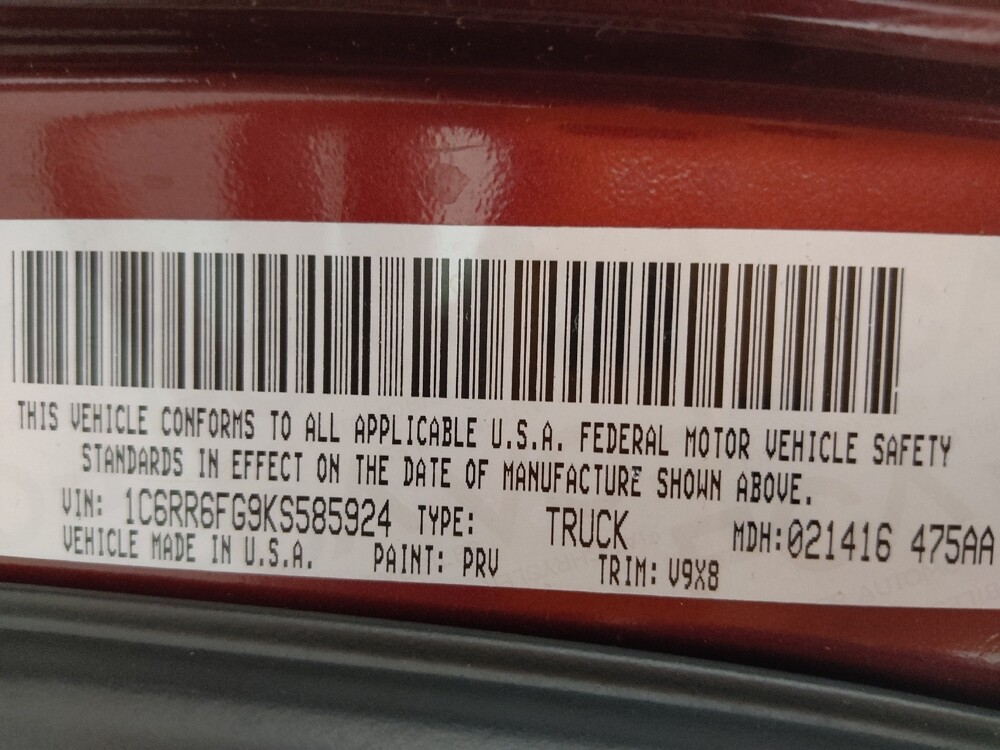 THIS VEHICLE CONFORMS TO ALL APPLICABLE U.S.A. FEDERAL MOTOR VEHICLE SAFETY
STANDARDS IN EFFECT ON THE DATE OF MANUFACTURE SHOWN ABOVE.
VIN: 1C6RR6FG9KS585924 TYPE: TRUCK MDH:021416 475AA
VEHICLE MADE IN U.S.A. PAINT: PRV TRIM: V9X8